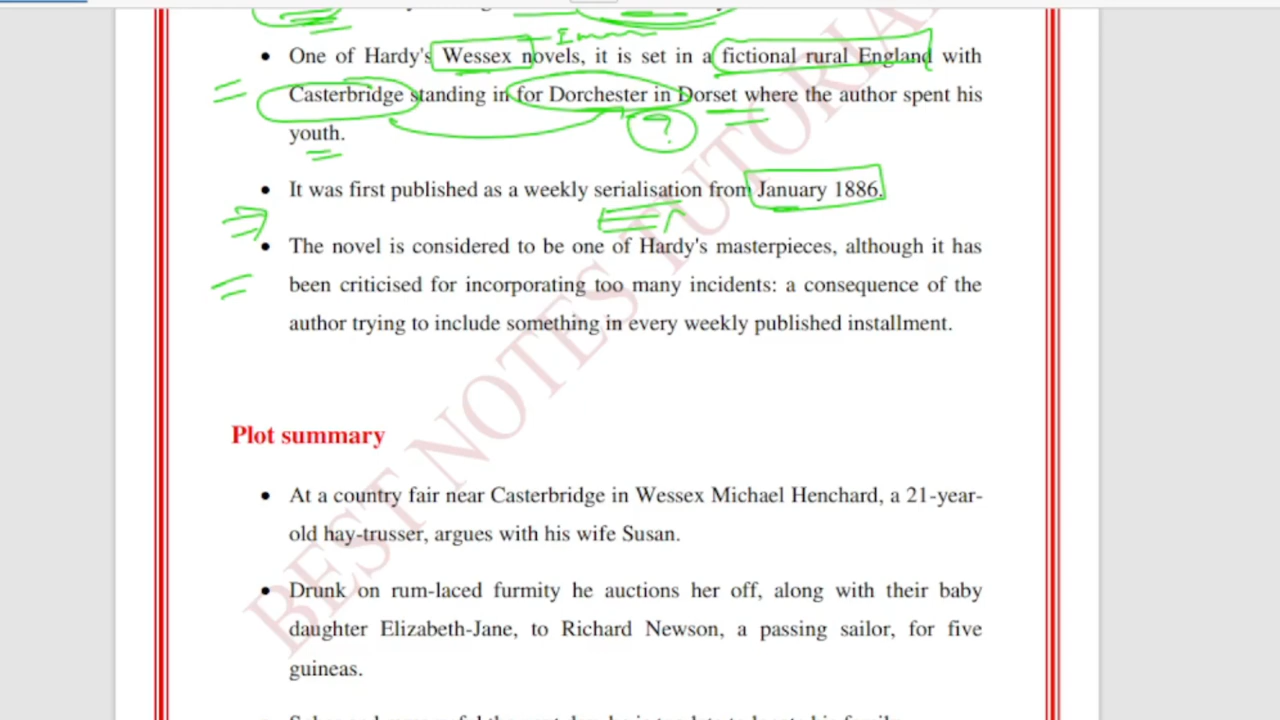 One of Hardy's Wessex novels, it is set in a fictional rural England with
Casterbridge standing in for Dorchester in Dorset where the author spent his
?
youth.
It was first published as a weekly serialisation from January 1886.
The novel is considered to be one of Hardy's masterpieces, although it has
been criticised for incorporating too many incidents: a consequence of the
author trying to include something in every weekly published installment.
Plot summary
At a country fair near Casterbridge in Wessex Michael Henchard, a 21-year-
old hay-trusser, argues with his wife Susan.
Drunk on rum-laced furmity he auctions her off, along with their baby
daughter Elizabeth-Jane, to Richard Newson, a passing sailor, for five
guineas.
BEST NOTES TUTORIA